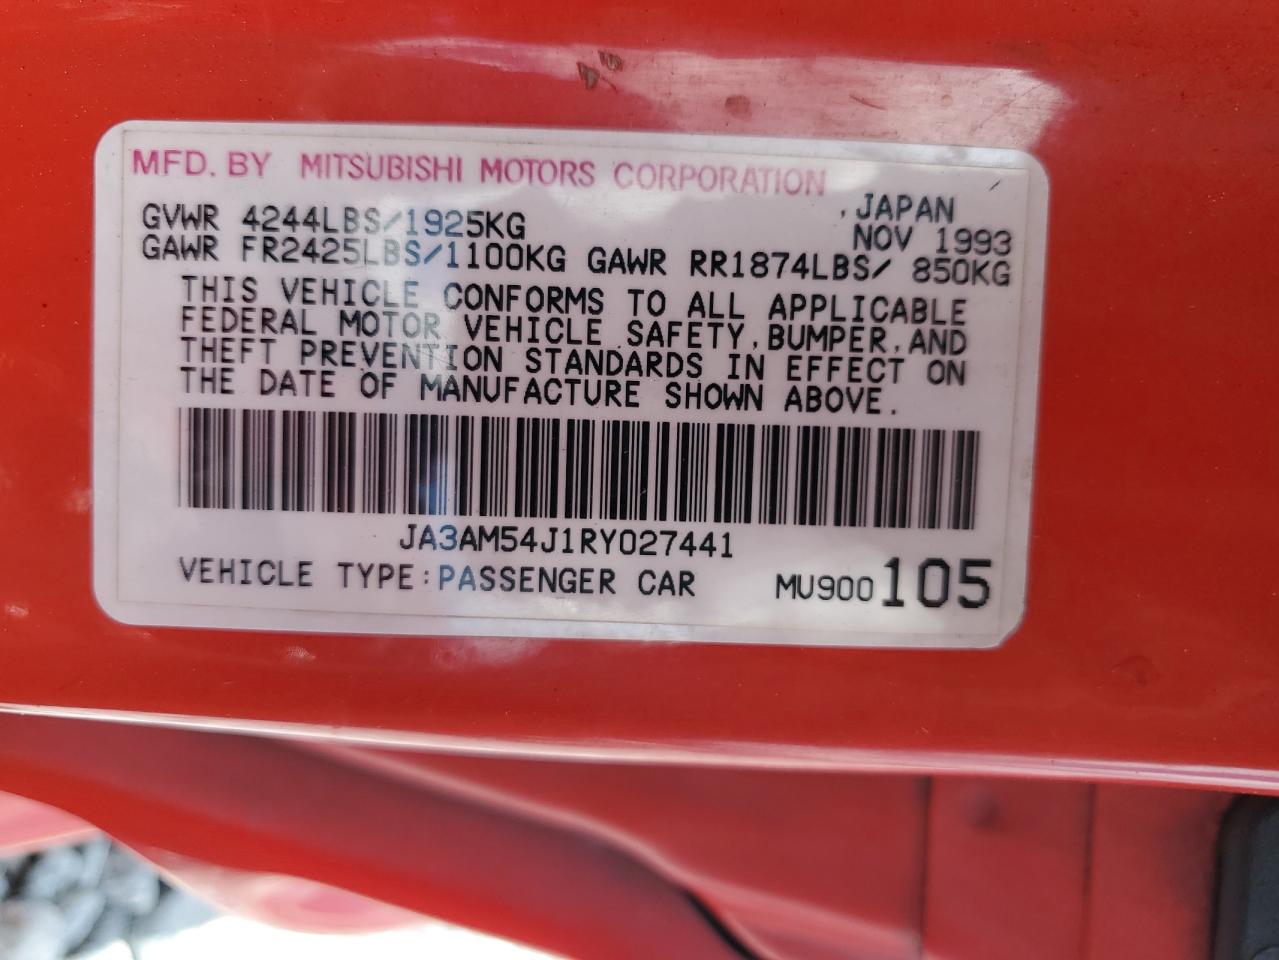 MFD. BY MITSUBISHI MOTORS CORPORATION
GVWR 4244LBS/1925KG JAPAN
NOV 1993
GAWR FR2425LBS/1100KG GAWR RR1874LBS/ 850KG
THIS VEHICLE CONFORMS TO ALL APPLICABLE
FEDERAL MOTOR VEHICLE SAFETY, BUMPER, AND
THEFT PREVENTION STANDARDS IN EFFECT ON
THE DATE OF MANUFACTURE SHOWN ABOVE.
JA3AM54J1RY027441
VEHICLE TYPE:PASSENGER CAR MU900105